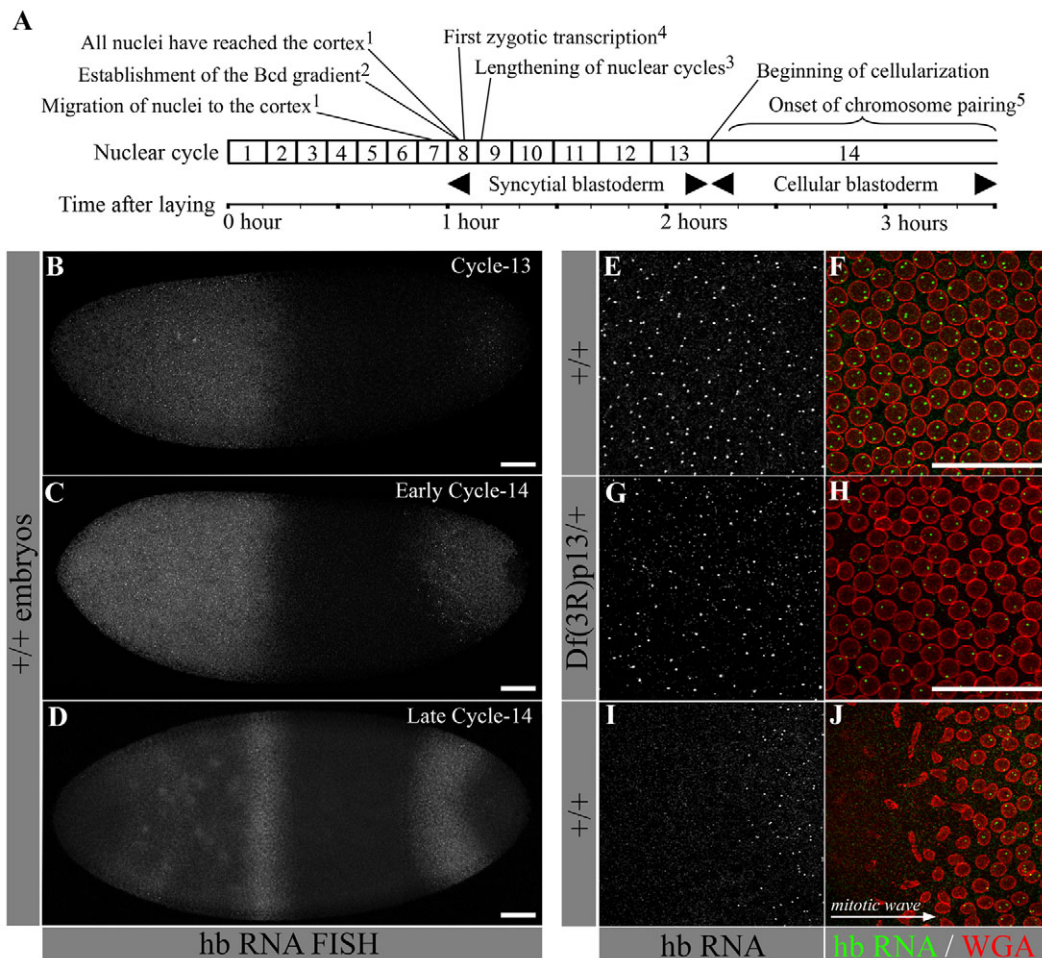 A
All nuclei have reached the cortex1
Establishment of the Bcd gradient2
Migration of nuclei to the cortex1
First zygotic transcription4
Lengthening of nuclear cycles3
Beginning of cellularization
Onset of chromosome pairing5
Nuclear cycle
1 2 3 4 5 6 7 8 9 10 11 12 13 14
Syncytial blastoderm
Cellular blastoderm
Time after laying
0 hour 1 hour 2 hours 3 hours
+/+ embryos
B
Cycle-13
C
Early Cycle-14
D
Late Cycle-14
hb RNA FISH
+/+
E
F
Df(3R)p13/+
G
H
+/+
I
J
mitotic wave
hb RNA
hb RNA / WGA